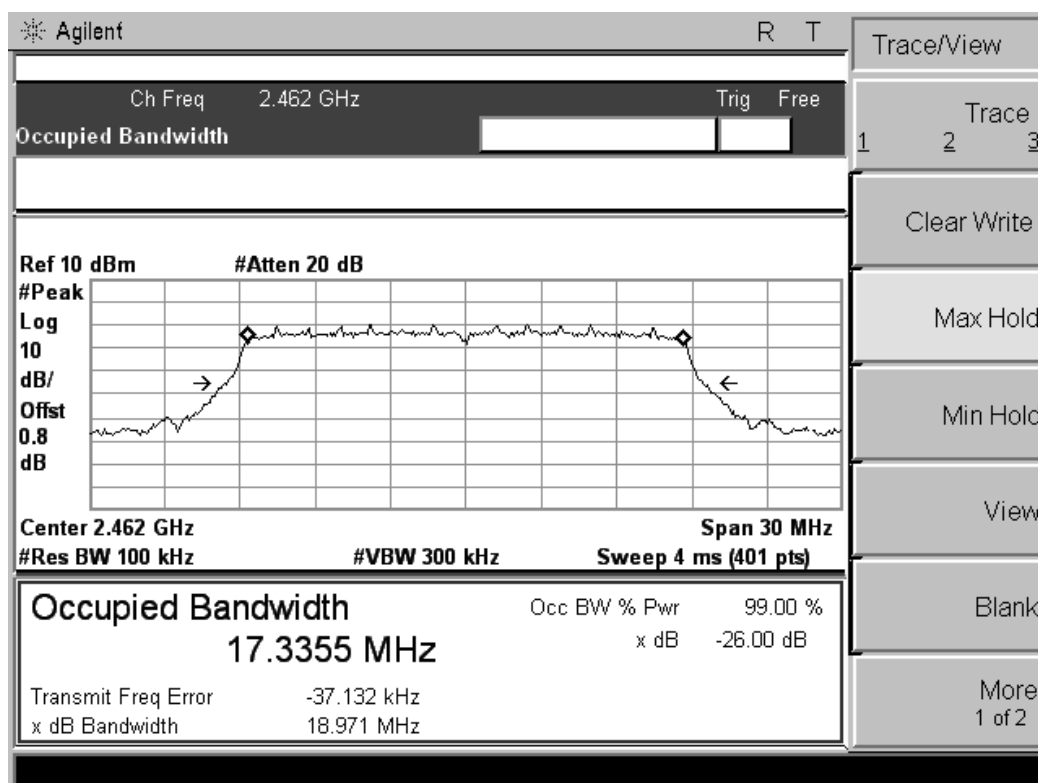 Agilent R T
Trace/View
Ch Freq 2.462 GHz Trig Free
Occupied Bandwidth
Trace
1 2 3
Clear Write
Max Hold
Min Hold
View
Blank
More
1 of 2
Ref 10 dBm #Atten 20 dB
#Peak
Log
10
dB/
Offst
0.8
dB
Center 2.462 GHz Span 30 MHz
#Res BW 100 kHz #VBW 300 kHz Sweep 4 ms (401 pts)
Occupied Bandwidth
17.3355 MHz
Occ BW % Pwr 99.00 %
x dB -26.00 dB
Transmit Freq Error -37.132 kHz
x dB Bandwidth 18.971 MHz